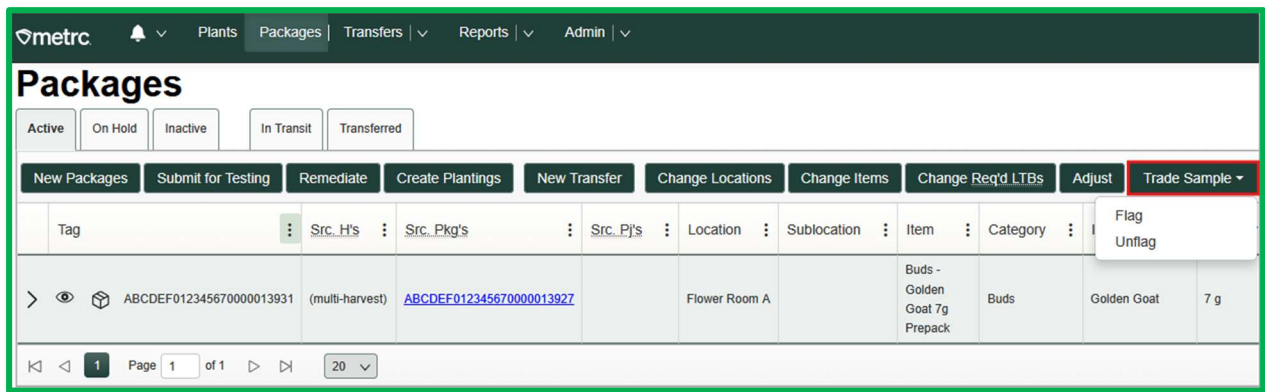 metrc Plants Packages Transfers Reports Admin
Packages
Active On Hold Inactive In Transit Transferred
New Packages Submit for Testing Remediate Create Plantings New Transfer Change Locations Change Items Change Req'd LTBs Adjust Trade Sample
Flag
Unflag
Tag Src. H's Src. Pkg's Src. Pj's Location Sublocation Item Category
ABCDEF012345670000013931 (multi-harvest) ABCDEF012345670000013927 Flower Room A Buds - Golden Goat 7g Prepack Buds Golden Goat 7 g
1 Page 1 of 1 20